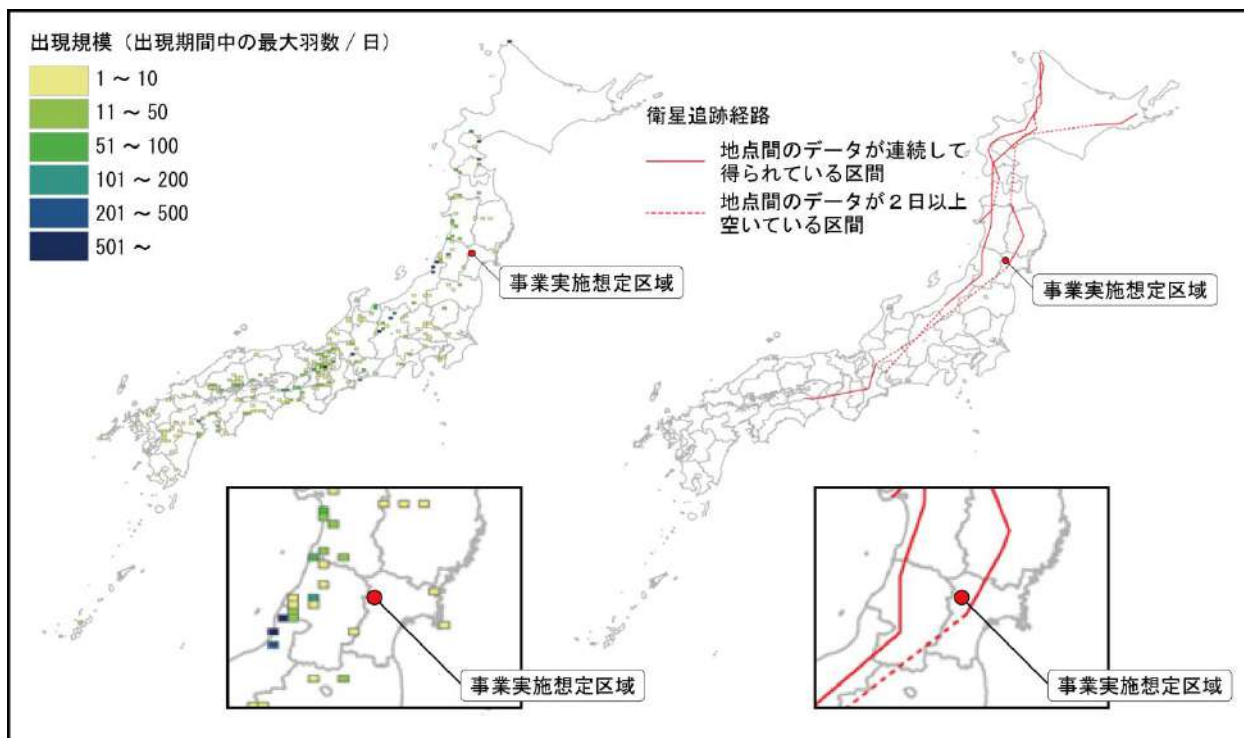 出現規模（出現期間中の最大羽数 / 日）
1 ～ 10
11 ～ 50
51 ～ 100
101 ～ 200
201 ～ 500
501 ～
事業実施想定区域
衛星追跡経路
地点間のデータが連続して
得られている区間
地点間のデータが２日以上
空いている区間
事業実施想定区域
事業実施想定区域
事業実施想定区域